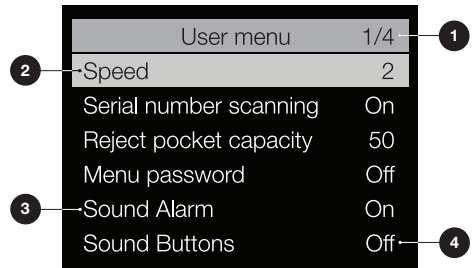 User menu 1/4 1
2 Speed 2
Serial number scanning On
Reject pocket capacity 50
Menu password Off
3 Sound Alarm On
Sound Buttons Off 4